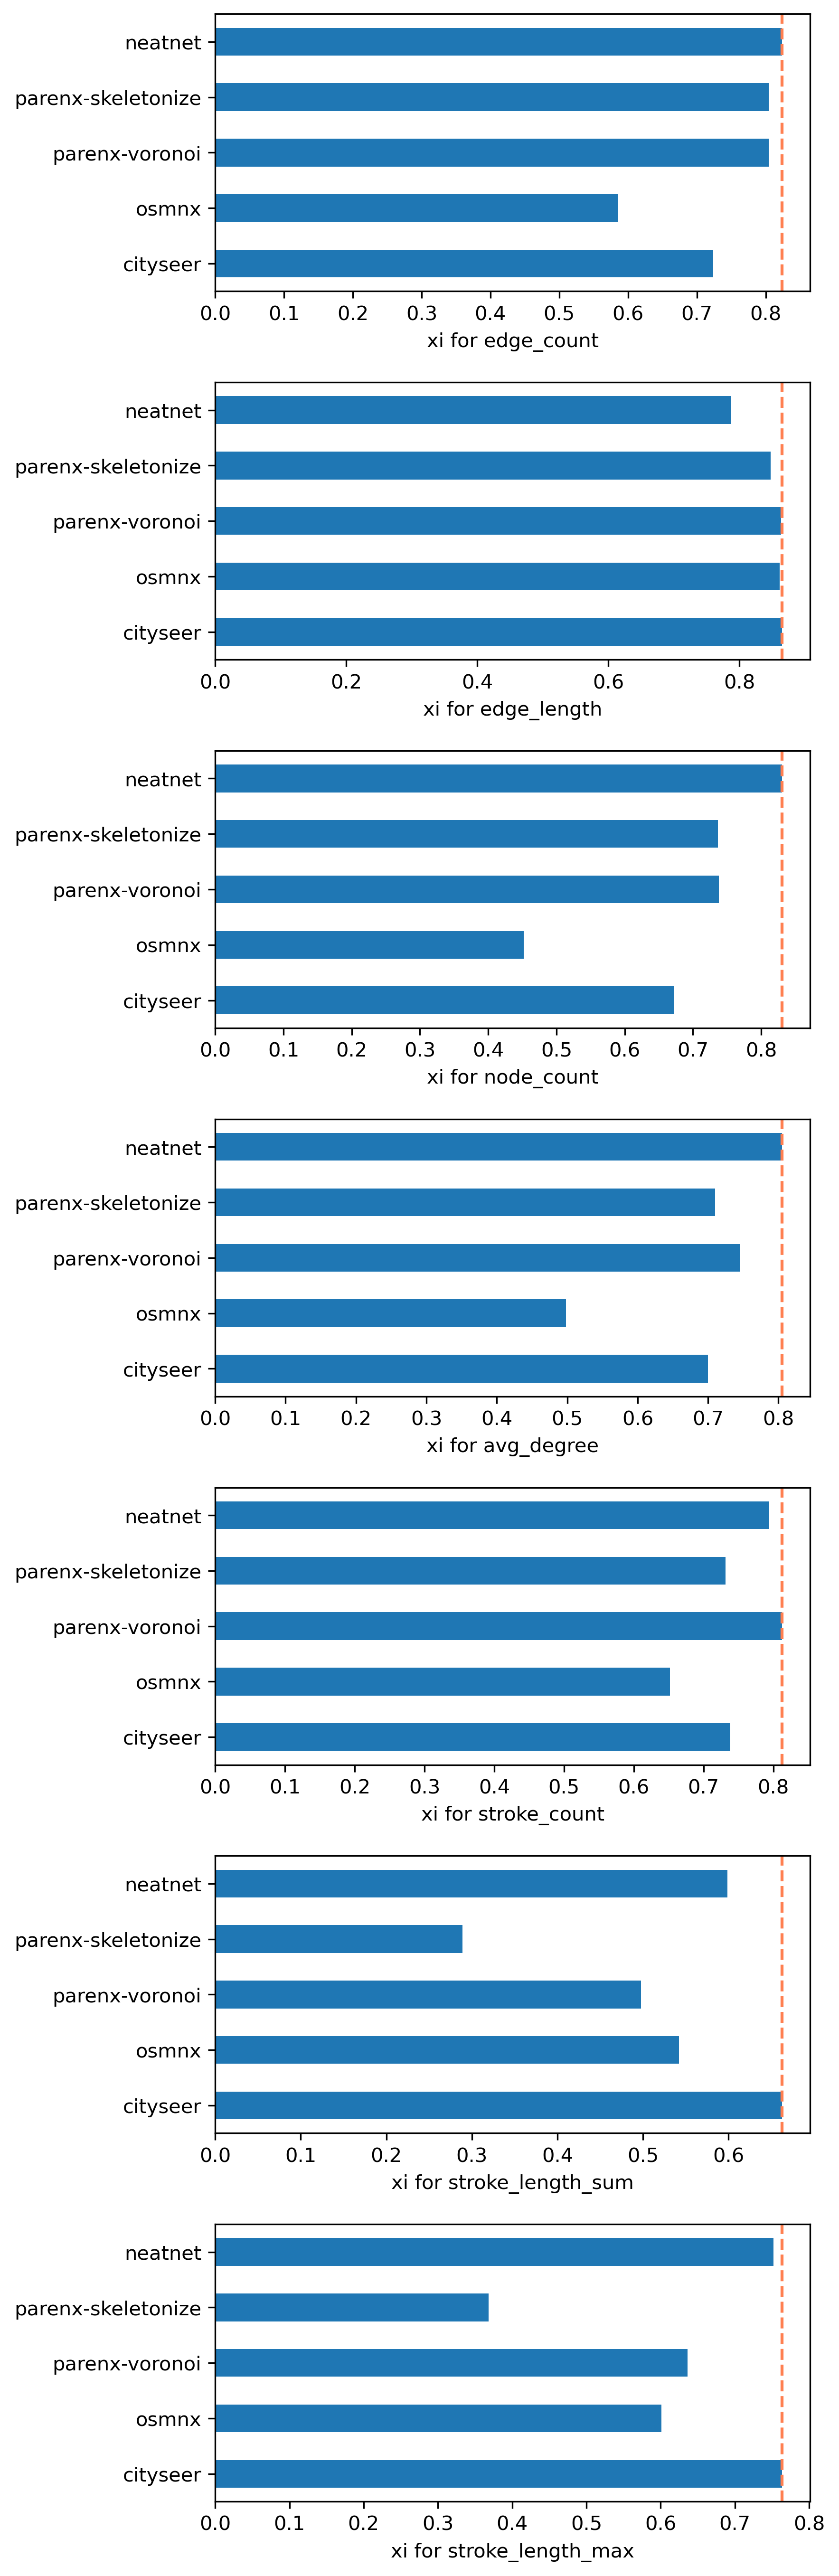 neatnet
parenx-skeletonize
parenx-voronoi
osmnx
cityseer
0.0 0.1 0.2 0.3 0.4 0.5 0.6 0.7 0.8
xi for edge_count
neatnet
parenx-skeletonize
parenx-voronoi
osmnx
cityseer
0.0 0.2 0.4 0.6 0.8
xi for edge_length
neatnet
parenx-skeletonize
parenx-voronoi
osmnx
cityseer
0.0 0.1 0.2 0.3 0.4 0.5 0.6 0.7 0.8
xi for node_count
neatnet
parenx-skeletonize
parenx-voronoi
osmnx
cityseer
0.0 0.1 0.2 0.3 0.4 0.5 0.6 0.7 0.8
xi for avg_degree
neatnet
parenx-skeletonize
parenx-voronoi
osmnx
cityseer
0.0 0.1 0.2 0.3 0.4 0.5 0.6 0.7 0.8
xi for stroke_count
neatnet
parenx-skeletonize
parenx-voronoi
osmnx
cityseer
0.0 0.1 0.2 0.3 0.4 0.5 0.6
xi for stroke_length_sum
neatnet
parenx-skeletonize
parenx-voronoi
osmnx
cityseer
0.0 0.1 0.2 0.3 0.4 0.5 0.6 0.7 0.8
xi for stroke_length_max